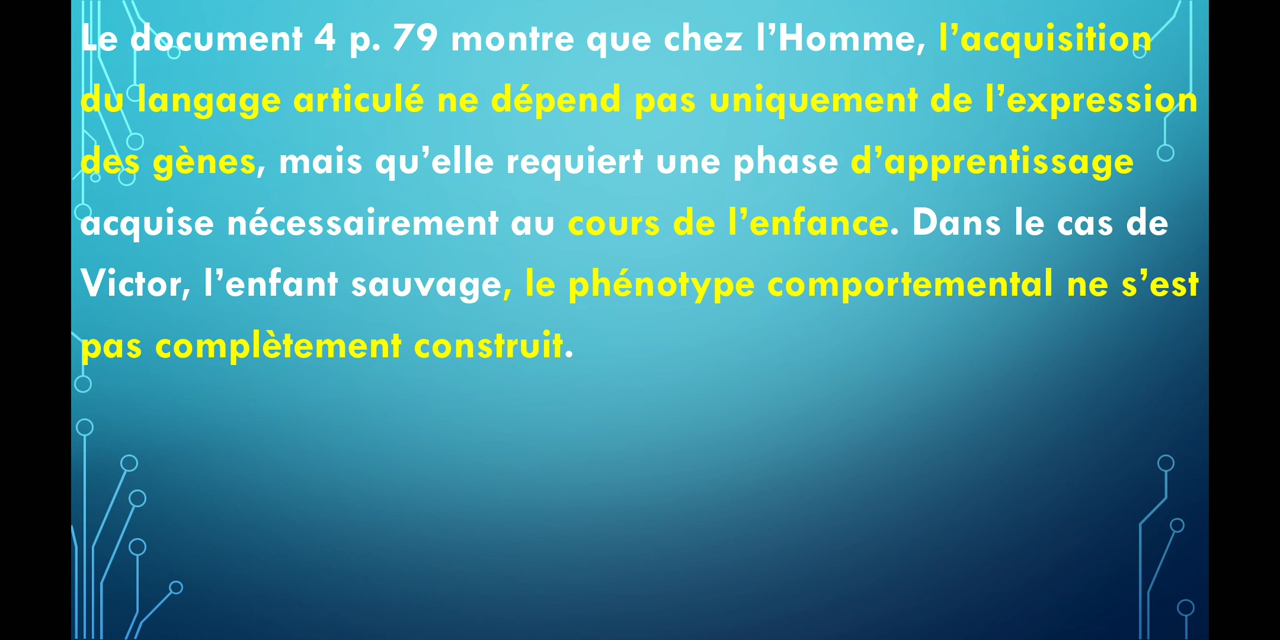 Le document 4 p. 79 montre que chez l’Homme, l’acquisition
du langage articulé ne dépend pas uniquement de l’expression
des gènes, mais qu’elle requiert une phase d’apprentissage
acquise nécessairement au cours de l’enfance. Dans le cas de
Victor, l’enfant sauvage, le phénotype comportemental ne s’est
pas complètement construit.